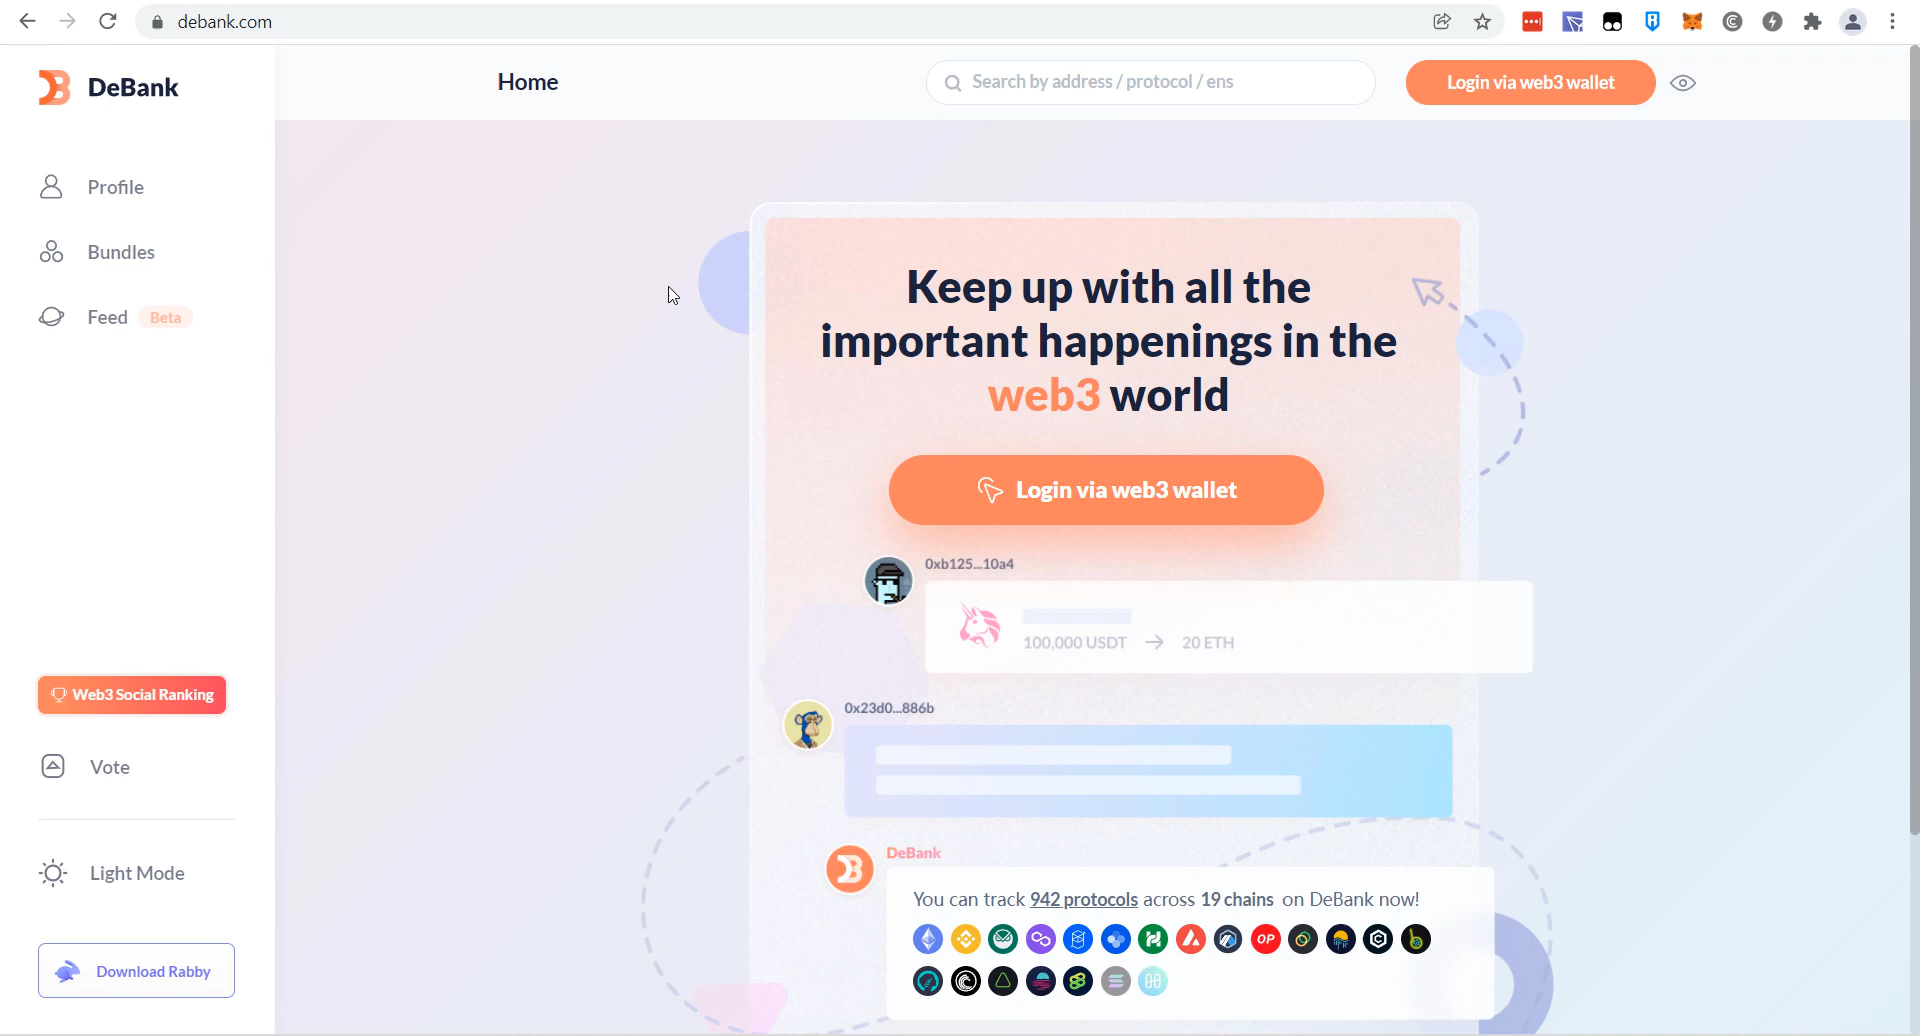 debank.com
DeBank
Home
Search by address / protocol / ens
Login via web3 wallet
Profile
Bundles
Feed Beta
Web3 Social Ranking
Vote
Light Mode
Download Rabby
Keep up with all the
important happenings in the
web3 world
Login via web3 wallet
0xb125...10a4
100,000 USDT → 20 ETH
0x23d0...886b
DeBank
You can track 942 protocols across 19 chains on DeBank now!
OP